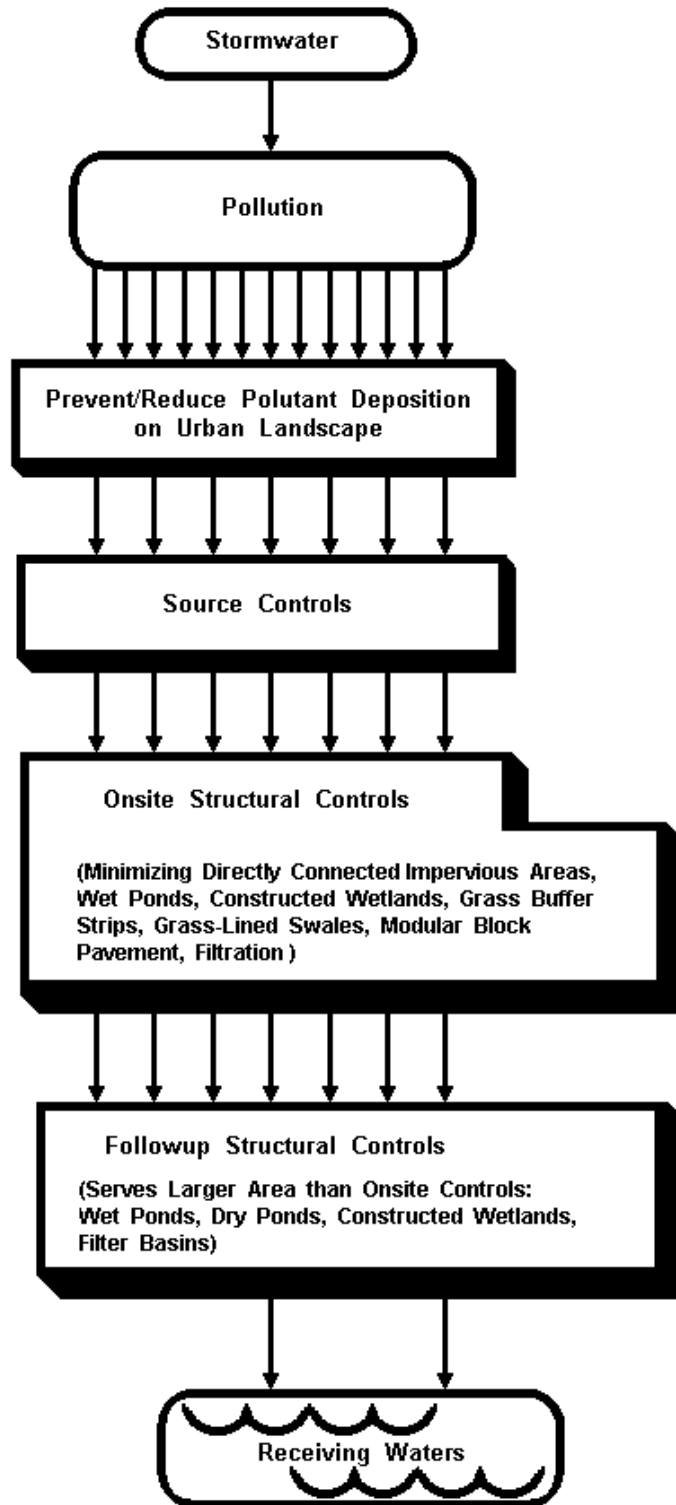 Stormwater
Pollution
Prevent/Reduce Polutant Deposition
on Urban Landscape
Source Controls
Onsite Structural Controls
(Minimizing Directly Connected Impervious Areas,
Wet Ponds, Constructed Wetlands, Grass Buffer
Strips, Grass-Lined Swales, Modular Block
Pavement, Filtration )
Followup Structural Controls
(Serves Larger Area than Onsite Controls:
Wet Ponds, Dry Ponds, Constructed Wetlands,
Filter Basins)
Receiving Waters